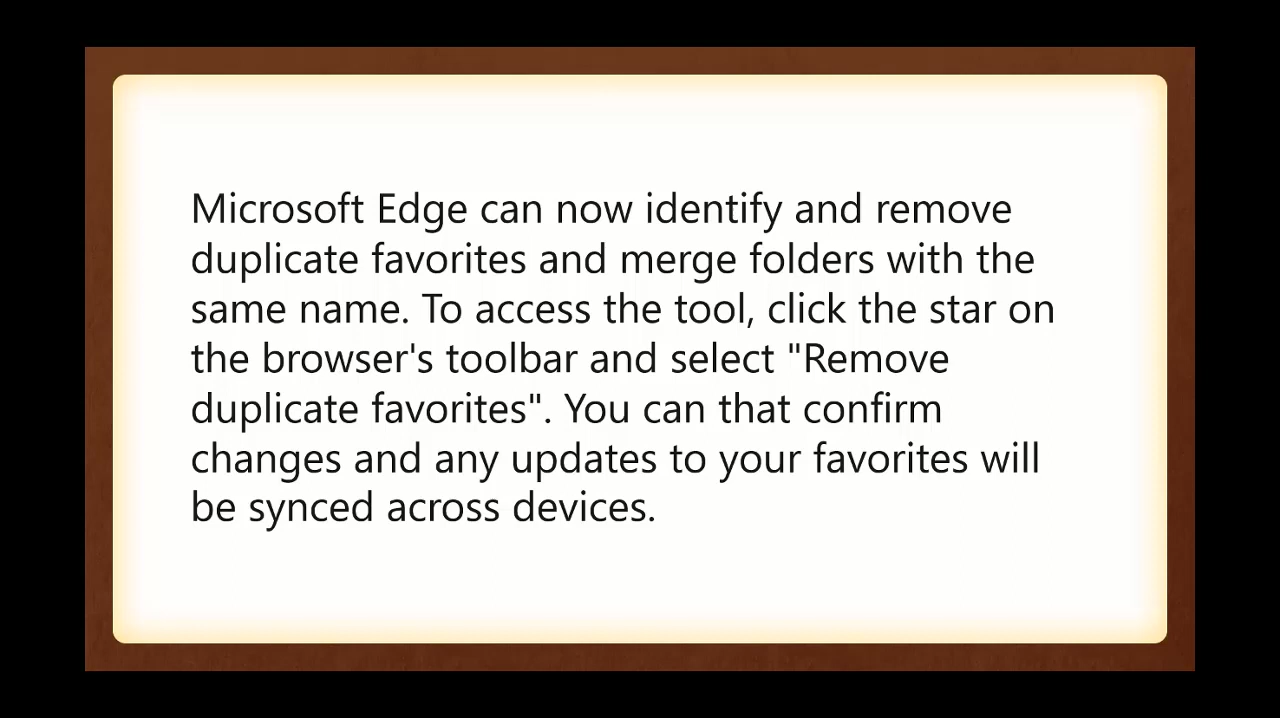 Microsoft Edge can now identify and remove
duplicate favorites and merge folders with the
same name. To access the tool, click the star on
the browser's toolbar and select "Remove
duplicate favorites". You can that confirm
changes and any updates to your favorites will
be synced across devices.